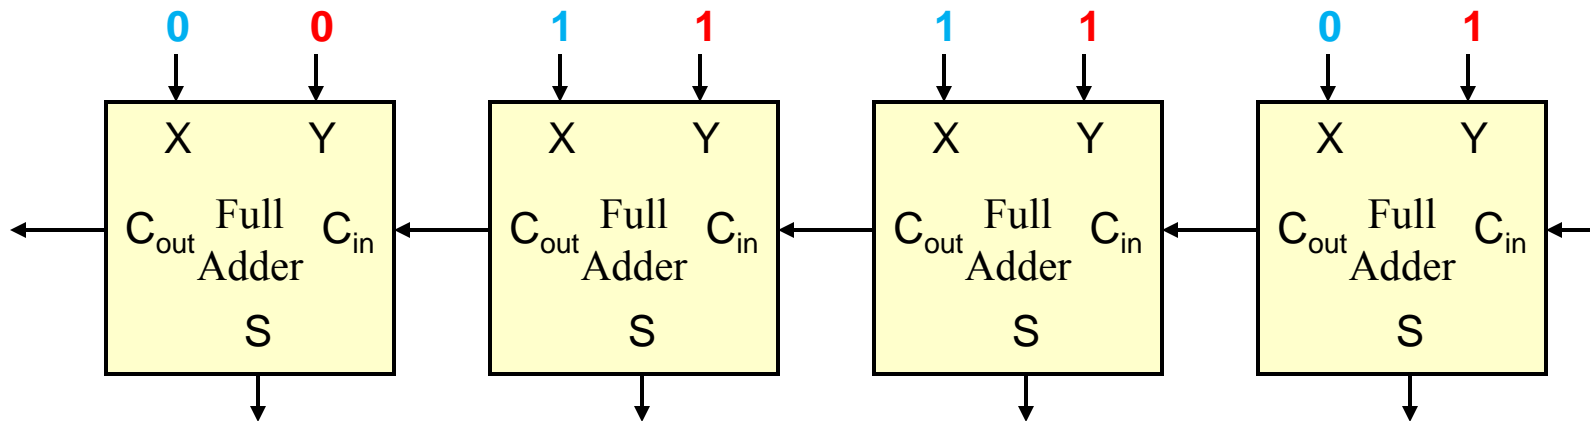 0 0 1 1 1 1 0 1
X Y X Y X Y X Y
Full Full Full Full
Cout Cin Cout Cin Cout Cin Cout Cin
Adder Adder Adder Adder
S S S S